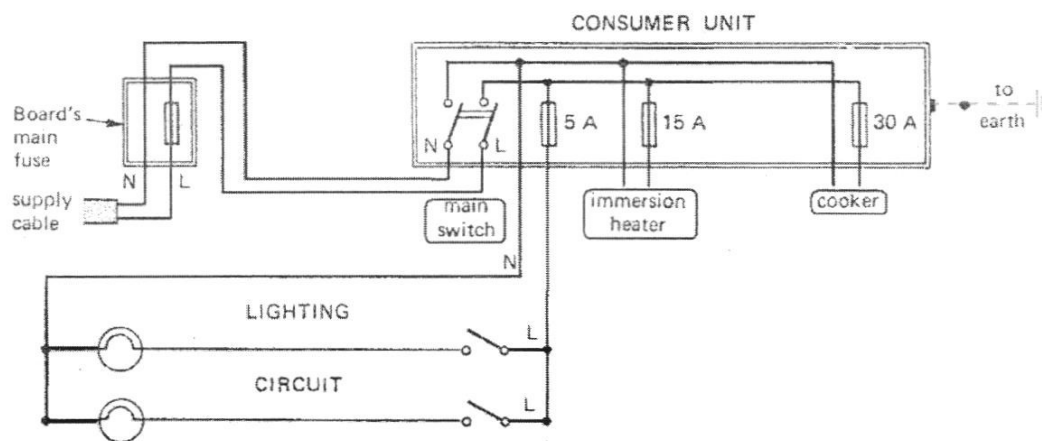 CONSUMER UNIT
Board's
main
fuse
N
L
supply
cable
N
L
5 A
15 A
30 A
to
earth
main
switch
immersion
heater
cooker
N
LIGHTING
L
CIRCUIT
L